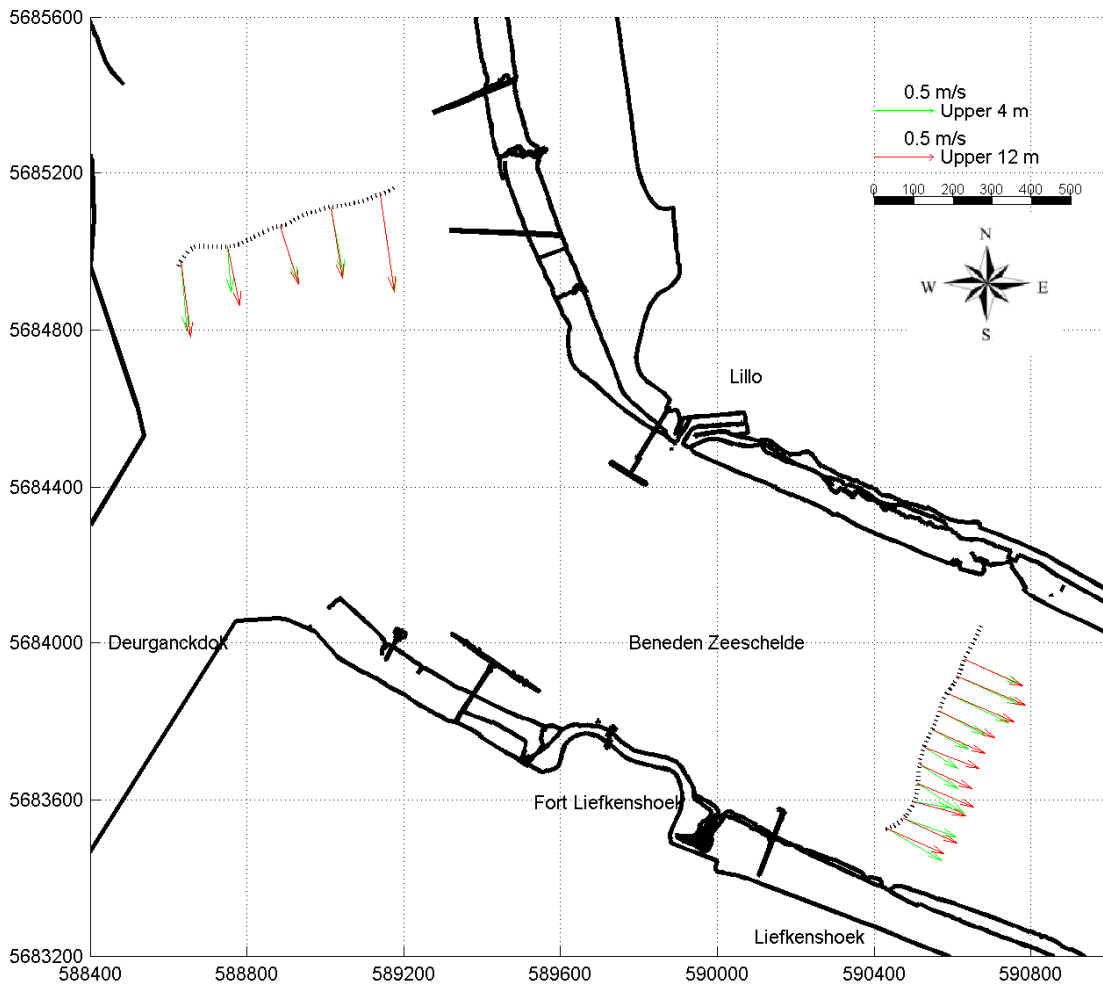 5685600
5685200
5684800
5684400
5684000
5683600
5683200
588400
588800
589200
589600
590000
590400
590800
0.5 m/s
Upper 4 m
0.5 m/s
Upper 12 m
0 100 200 300 400 500
N
W E
S
Lillo
Deurganckdok
Beneden Zeeschelde
Fort Liefkenshoek
Liefkenshoek